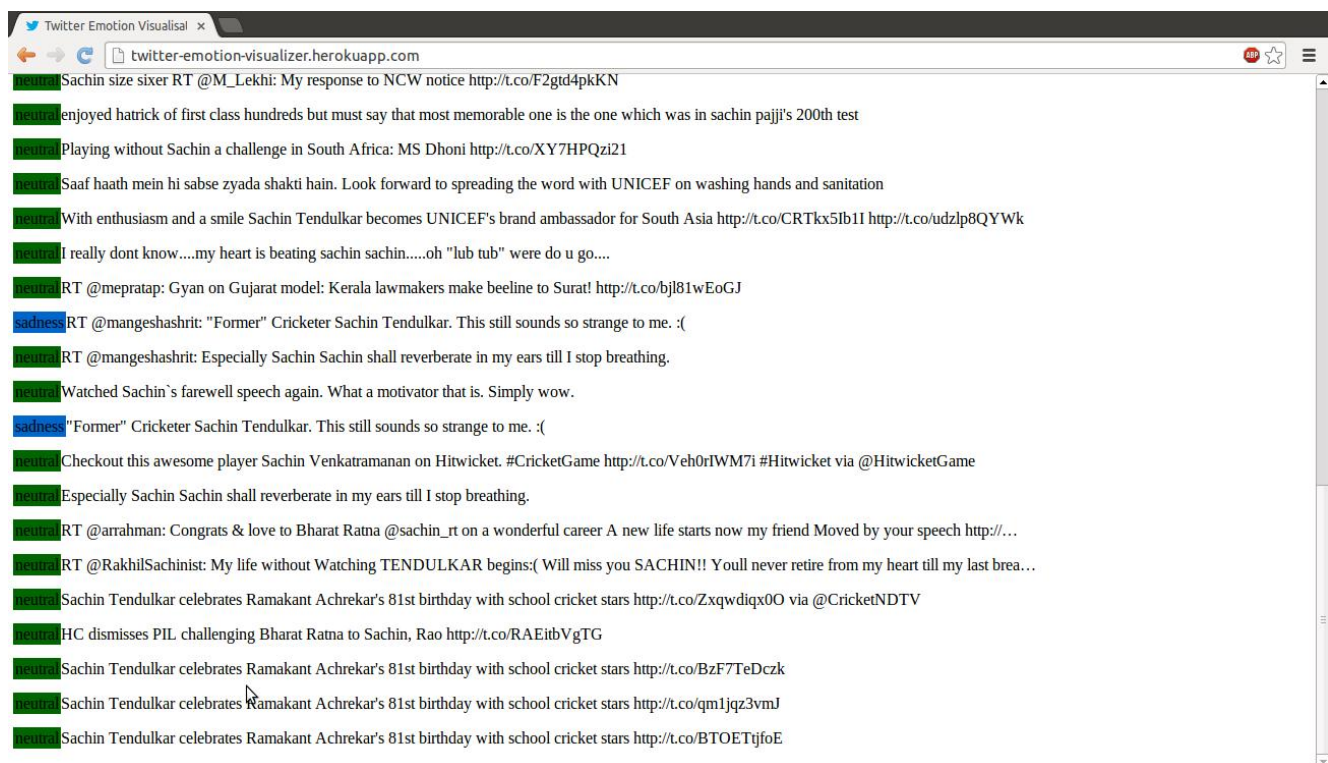 Twitter Emotion Visualisat
twitter-emotion-visualizer.herokuapp.com
ABP
neutral Sachin size sixer RT @M_Lekhi: My response to NCW notice http://t.co/F2gtd4pkKN
neutral enjoyed hatrick of first class hundreds but must say that most memorable one is the one which was in sachin pajji's 200th test
neutral Playing without Sachin a challenge in South Africa: MS Dhoni http://t.co/XY7HPQzi21
neutral Saaf haath mein hi sabse zyada shakti hain. Look forward to spreading the word with UNICEF on washing hands and sanitation
neutral With enthusiasm and a smile Sachin Tendulkar becomes UNICEF's brand ambassador for South Asia http://t.co/CRTkx5Ib1I http://t.co/udzlp8QYWk
neutral I really dont know....my heart is beating sachin sachin.....oh "lub tub" were do u go....
neutral RT @mepratap: Gyan on Gujarat model: Kerala lawmakers make beeline to Surat! http://t.co/bjl81wEoGJ
sadness RT @mangeshashrit: "Former" Cricketer Sachin Tendulkar. This still sounds so strange to me. :(
neutral RT @mangeshashrit: Especially Sachin Sachin shall reverberate in my ears till I stop breathing.
neutral Watched Sachin`s farewell speech again. What a motivator that is. Simply wow.
sadness "Former" Cricketer Sachin Tendulkar. This still sounds so strange to me. :(
neutral Checkout this awesome player Sachin Venkatramanan on Hitwicket. #CricketGame http://t.co/Veh0rIWM7i #Hitwicket via @HitwicketGame
neutral Especially Sachin Sachin shall reverberate in my ears till I stop breathing.
neutral RT @arrahman: Congrats & love to Bharat Ratna @sachin_rt on a wonderful career A new life starts now my friend Moved by your speech http://…
neutral RT @RakhilSachinist: My life without Watching TENDULKAR begins:( Will miss you SACHIN!! Youll never retire from my heart till my last brea…
neutral Sachin Tendulkar celebrates Ramakant Achrekar's 81st birthday with school cricket stars http://t.co/Zxqwdiqx0O via @CricketNDTV
neutral HC dismisses PIL challenging Bharat Ratna to Sachin, Rao http://t.co/RAEitbVgTG
neutral Sachin Tendulkar celebrates Ramakant Achrekar's 81st birthday with school cricket stars http://t.co/BzF7TeDczk
neutral Sachin Tendulkar celebrates Ramakant Achrekar's 81st birthday with school cricket stars http://t.co/qm1jqz3vmJ
neutral Sachin Tendulkar celebrates Ramakant Achrekar's 81st birthday with school cricket stars http://t.co/BTOETtjfoE